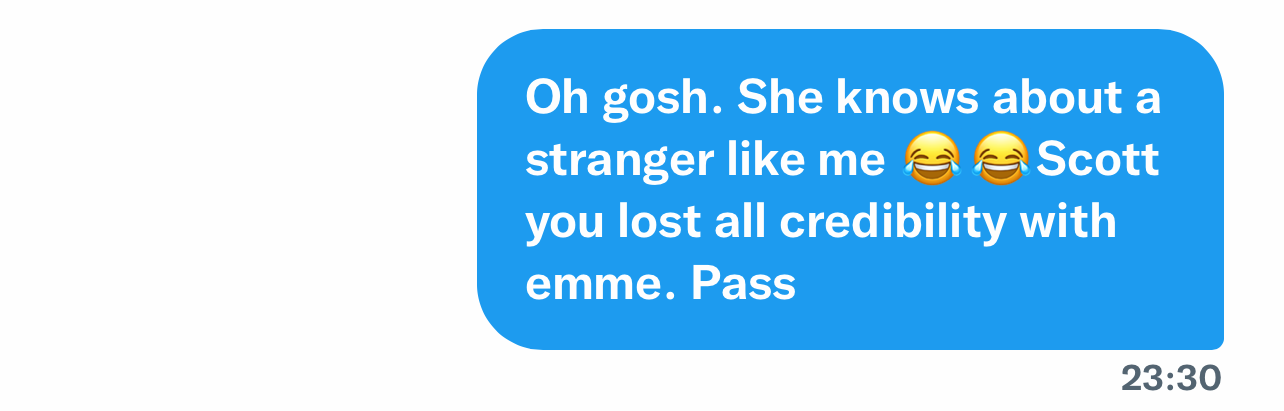 Oh gosh. She knows about a
stranger like me 😂😂Scott
you lost all credibility with
emme. Pass
23:30